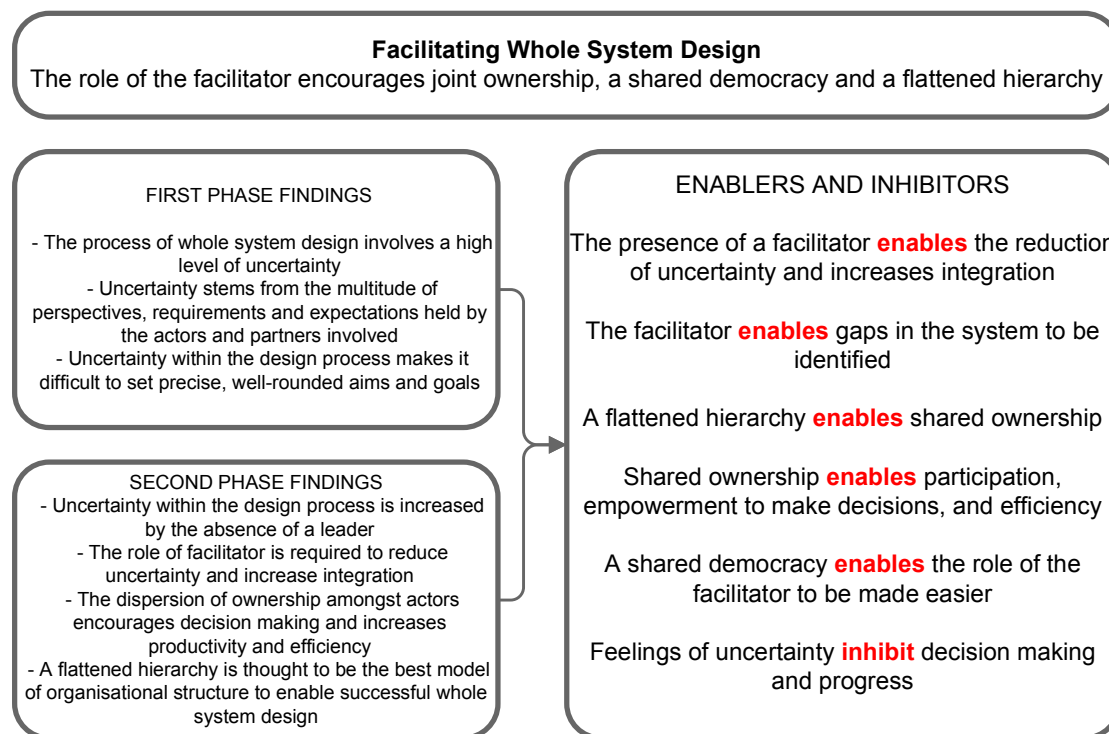 Facilitating Whole System Design
The role of the facilitator encourages joint ownership, a shared democracy and a flattened hierarchy
FIRST PHASE FINDINGS
- The process of whole system design involves a high
level of uncertainty
- Uncertainty stems from the multitude of
perspectives, requirements and expectations held by
the actors and partners involved
- Uncertainty within the design process makes it
difficult to set precise, well-rounded aims and goals
SECOND PHASE FINDINGS
- Uncertainty within the design process is increased
by the absence of a leader
- The role of facilitator is required to reduce
uncertainty and increase integration
- The dispersion of ownership amongst actors
encourages decision making and increases
productivity and efficiency
- A flattened hierarchy is thought to be the best model
of organisational structure to enable successful whole
system design
ENABLERS AND INHIBITORS
The presence of a facilitator enables the reduction
of uncertainty and increases integration
The facilitator enables gaps in the system to be
identified
A flattened hierarchy enables shared ownership
Shared ownership enables participation,
empowerment to make decisions, and efficiency
A shared democracy enables the role of the
facilitator to be made easier
Feelings of uncertainty inhibit decision making
and progress